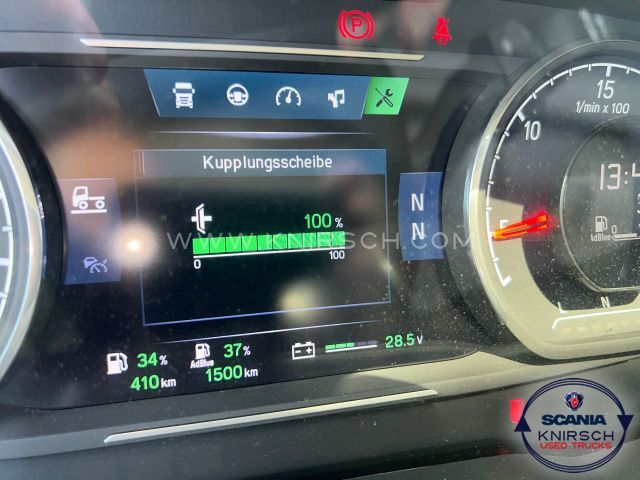 P
15
1/min x 100
10
5
13:4
Kupplungsscheibe
N
N
100 %
0 100
WWW.KNIRSCH.COM
34% 37% 28.5 V
AdBlue
410 km 1500 km
AdBlue
0
N
SCANIA
KNIRSCH
USED TRUCKS